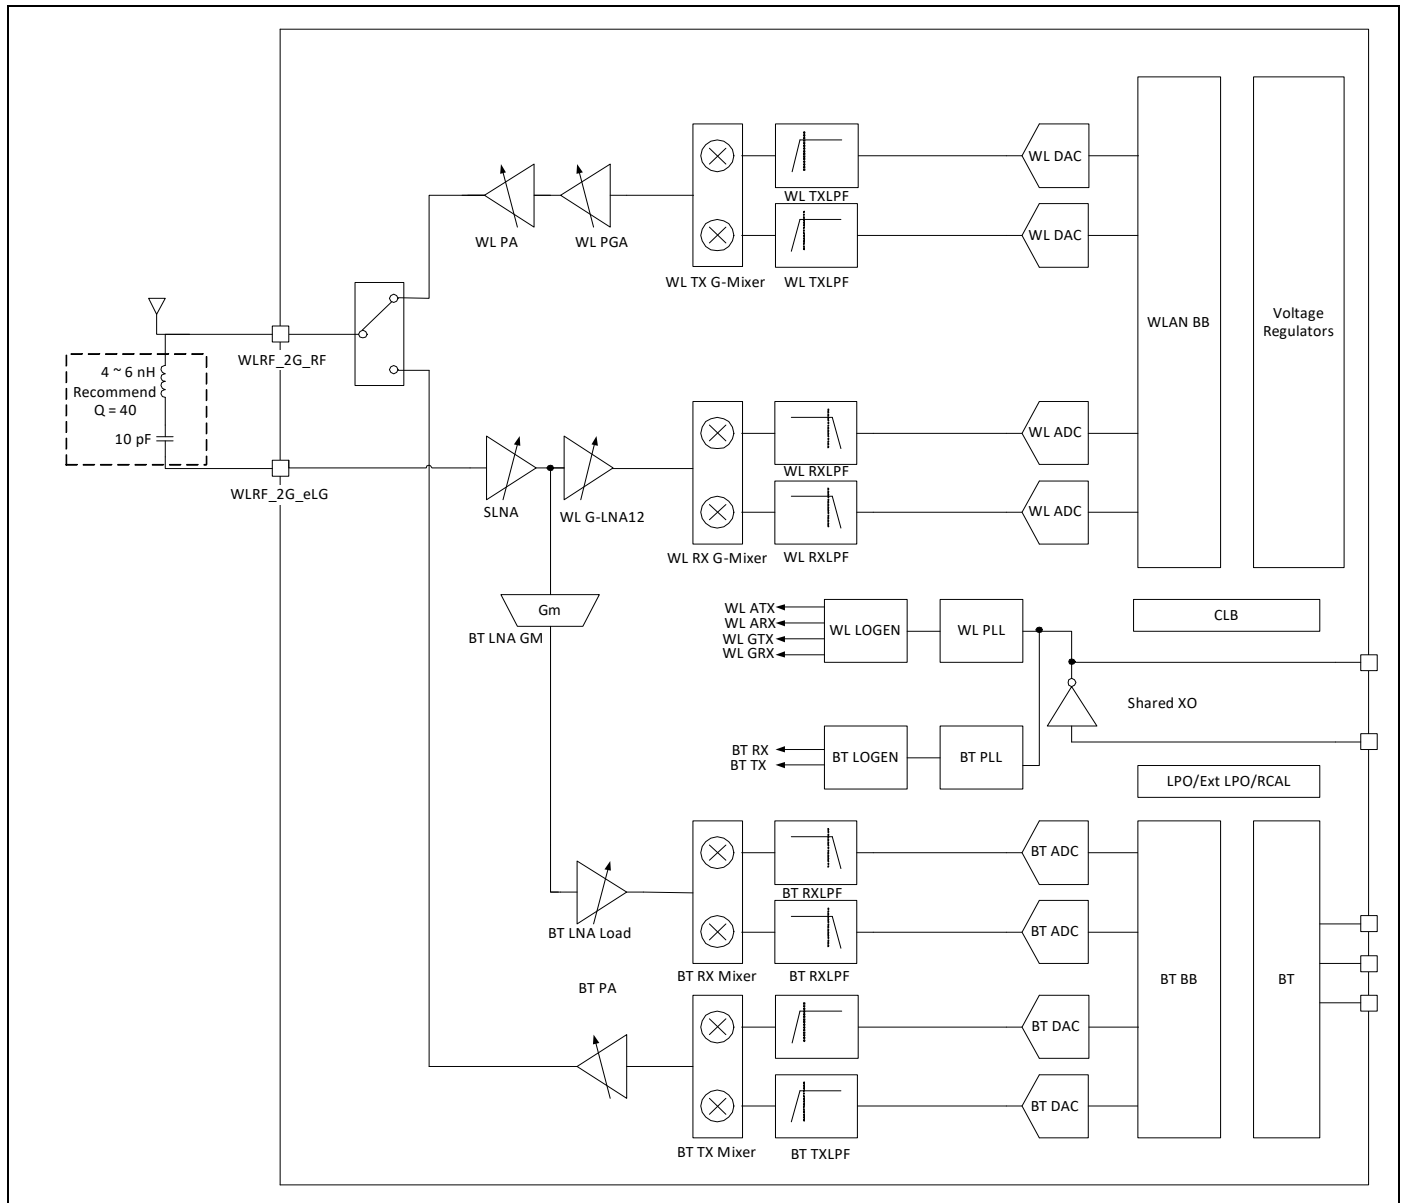 WL DAC
WL TXLPF
WL DAC
WL PA
WL PGA
WL TX G-Mixer
WL TXLPF
WLAN BB
Voltage
Regulators
WLRF_2G_RF
4 ~ 6 nH
Recommend
Q = 40
10 pF
WLRF_2G_eLG
WL ADC
WL RXLPF
SLNA
WL G-LNA12
WL ADC
WL RX G-Mixer
WL RXLPF
Gm
BT LNA GM
WL ATX
WL ARX
WL GTX
WL GRX
WL LOGEN
WL PLL
CLB
Shared XO
BT RX
BT TX
BT LOGEN
BT PLL
LPO/Ext LPO/RCAL
BT ADC
BT RXLPF
BT LNA Load
BT ADC
BT RX Mixer
BT RXLPF
BT BB
BT
BT PA
BT DAC
BT DAC
BT TX Mixer
BT TXLPF